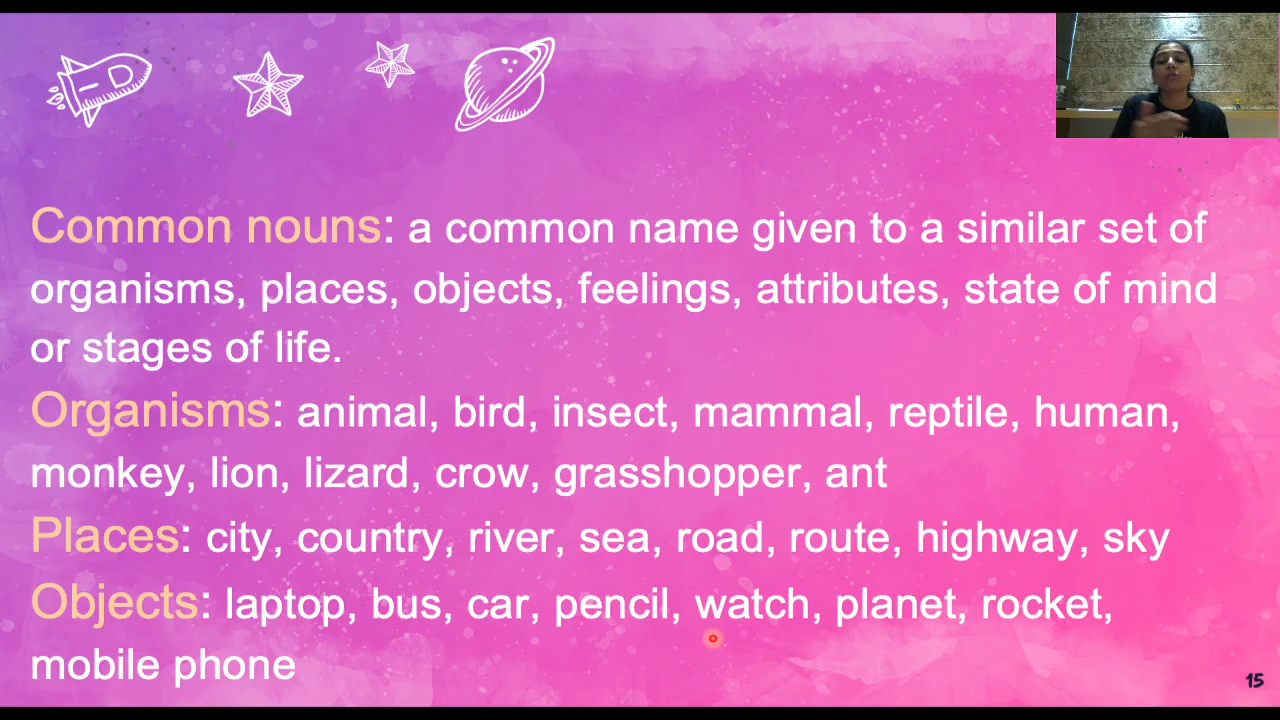 Common nouns: a common name given to a similar set of
organisms, places, objects, feelings, attributes, state of mind
or stages of life.
Organisms: animal, bird, insect, mammal, reptile, human,
monkey, lion, lizard, crow, grasshopper, ant
Places: city, country, river, sea, road, route, highway, sky
Objects: laptop, bus, car, pencil, watch, planet, rocket,
mobile phone
15